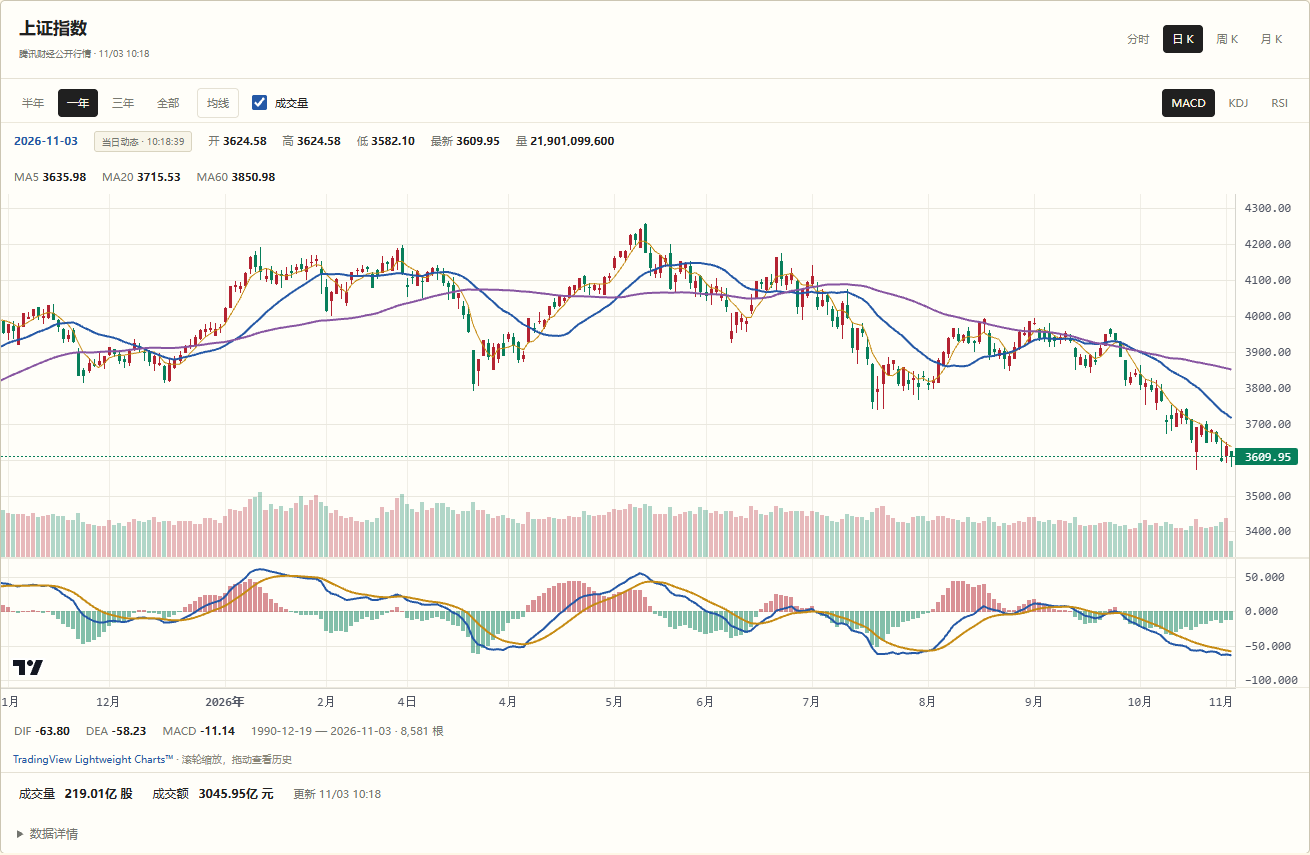 上证指数
腾讯财经公开行情 · 11/03 10:18
分时 日 K 周 K 月 K
半年 一年 三年 全部 均线 成交量 MACD KDJ RSI
2026-11-03 当日动态 · 10:18:39 开 3624.58 高 3624.58 低 3582.10 最新 3609.95 量 21,901,099,600
MA5 3635.98 MA20 3715.53 MA60 3850.98
4300.00
4200.00
4100.00
4000.00
3900.00
3800.00
3700.00
3609.95
3500.00
3400.00
50.000
0.000
-50.000
-100.000
1月 12月 2026年 2月 4日 4月 5月 6月 7月 8月 9月 10月 11月
DIF -63.80 DEA -58.23 MACD -11.14 1990-12-19 — 2026-11-03 · 8,581 根
TradingView Lightweight Charts™ · 滚轮缩放，拖动查看历史
成交量 219.01亿 股 成交额 3045.95亿 元 更新 11/03 10:18
数据详情